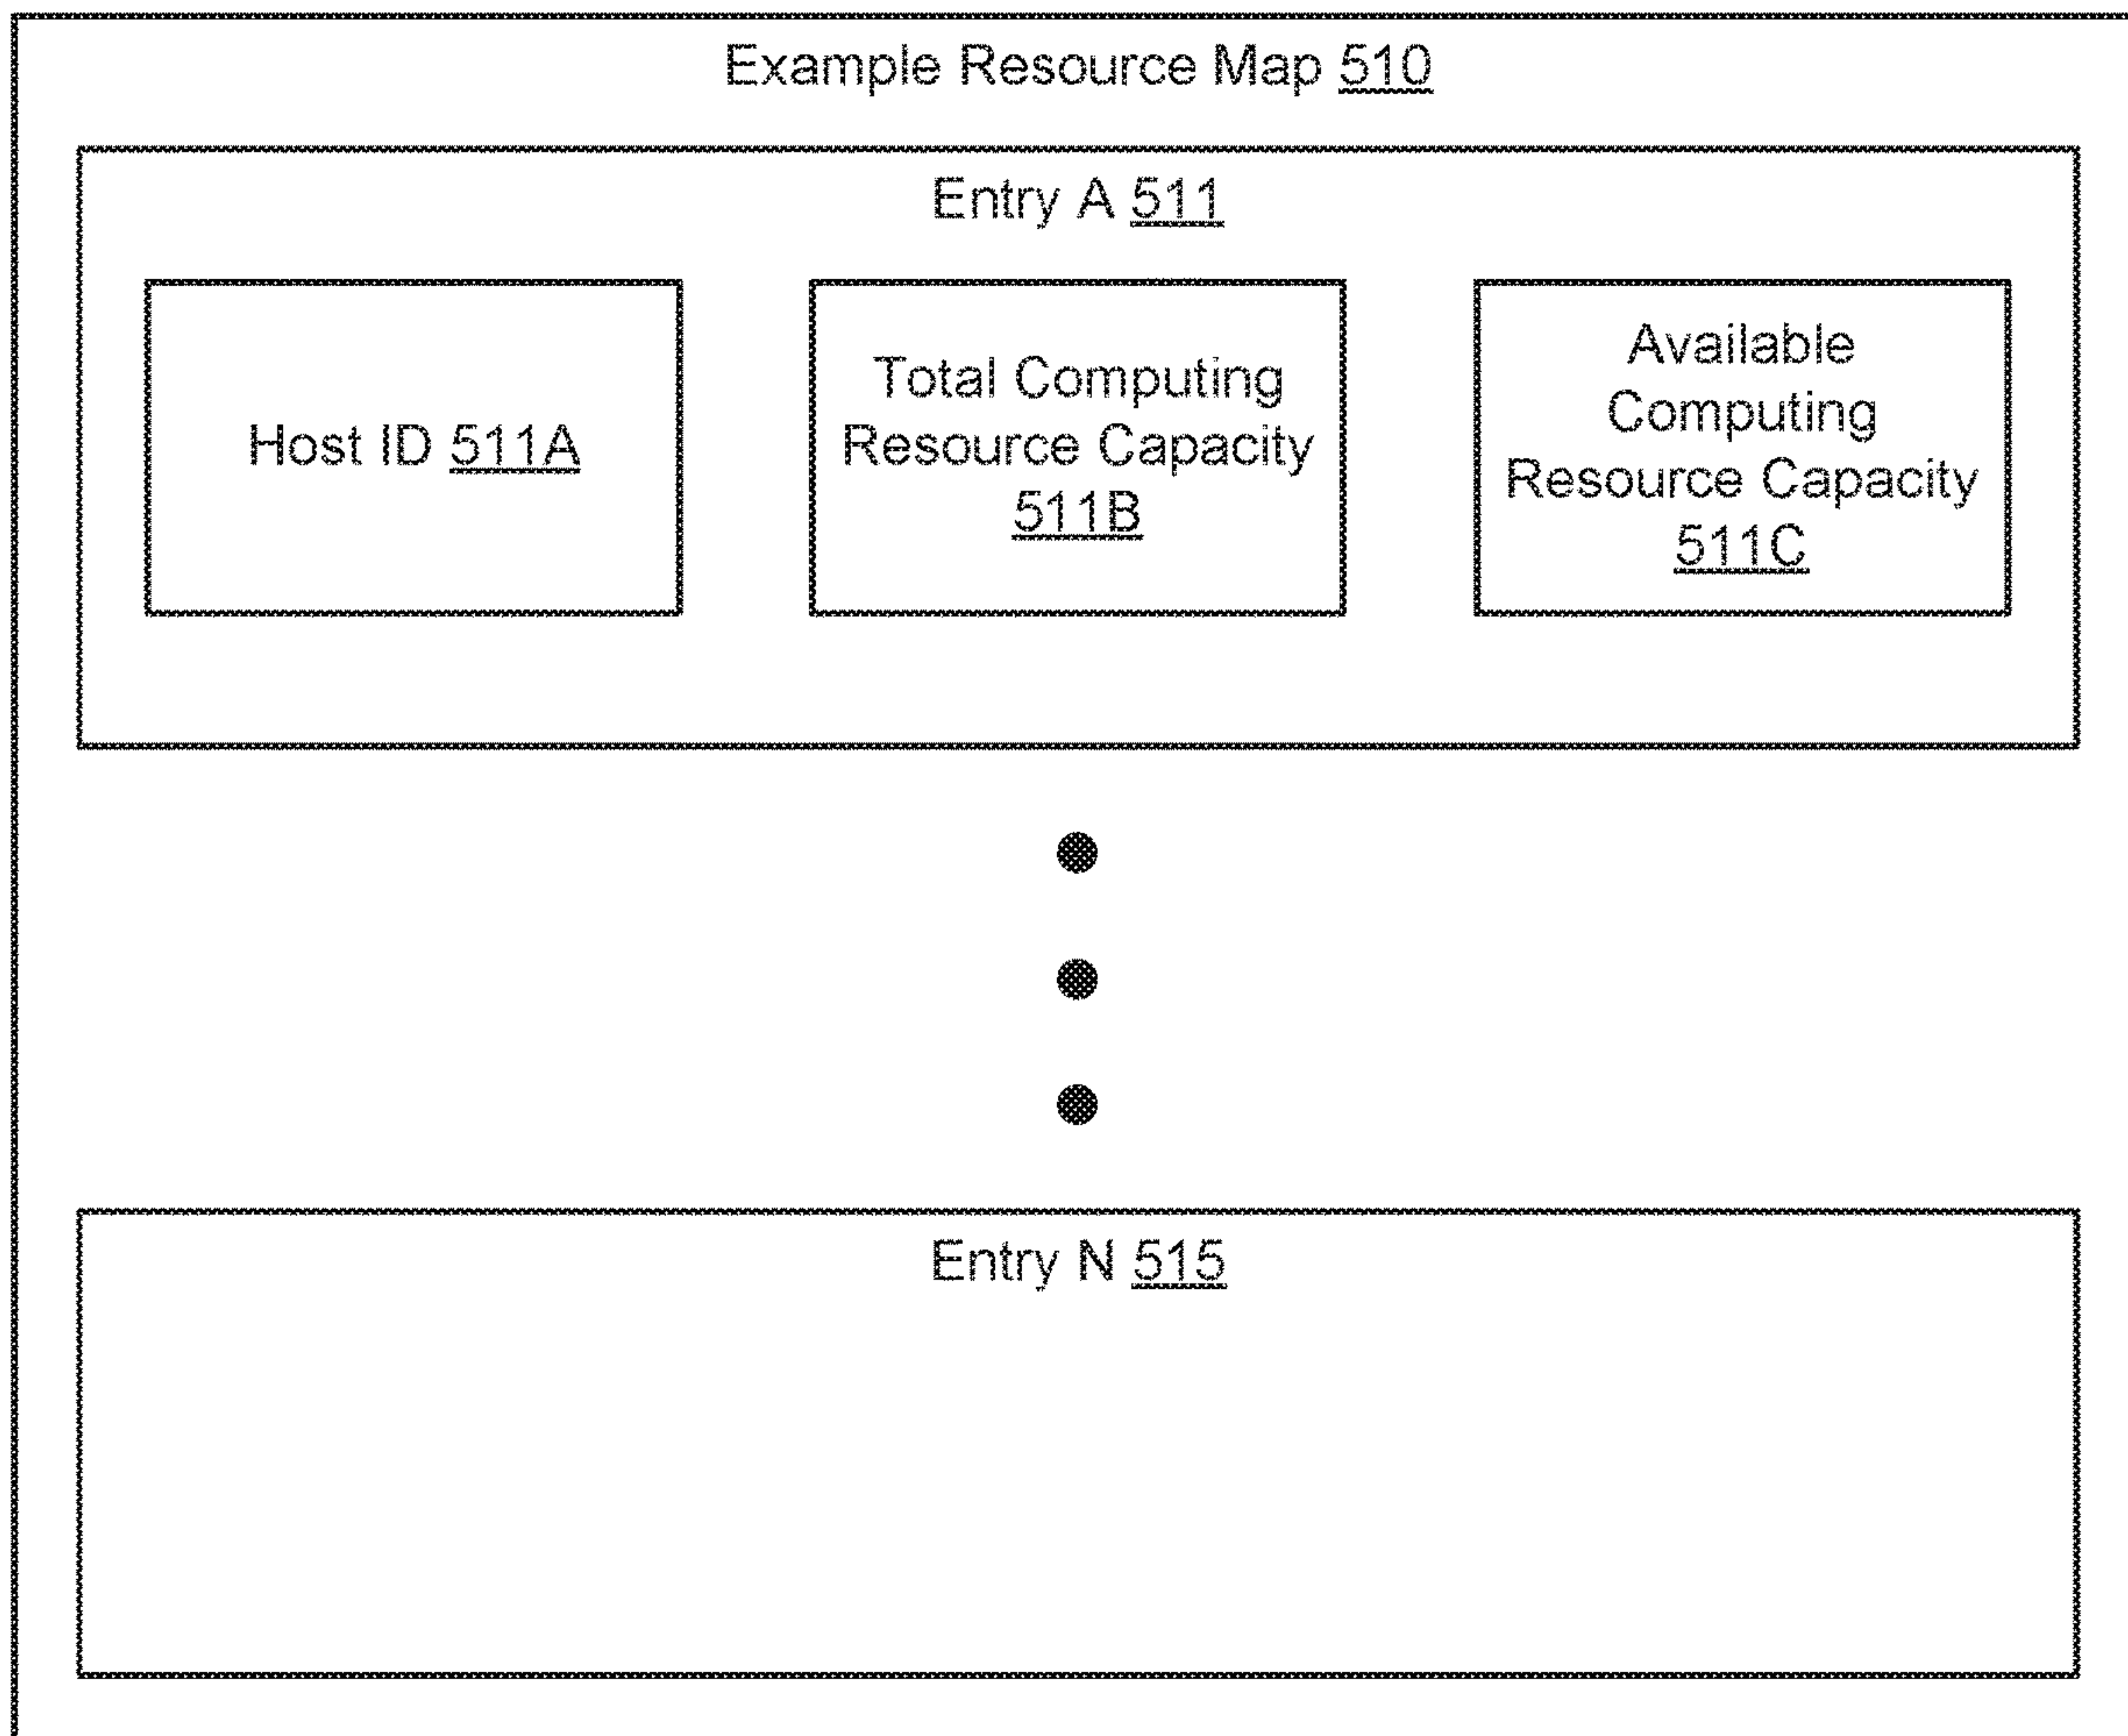 Example Resource Map 510
Entry A 511
Host ID 511A
Total Computing
Resource Capacity
511B
Available
Computing
Resource Capacity
511C
Entry N 515